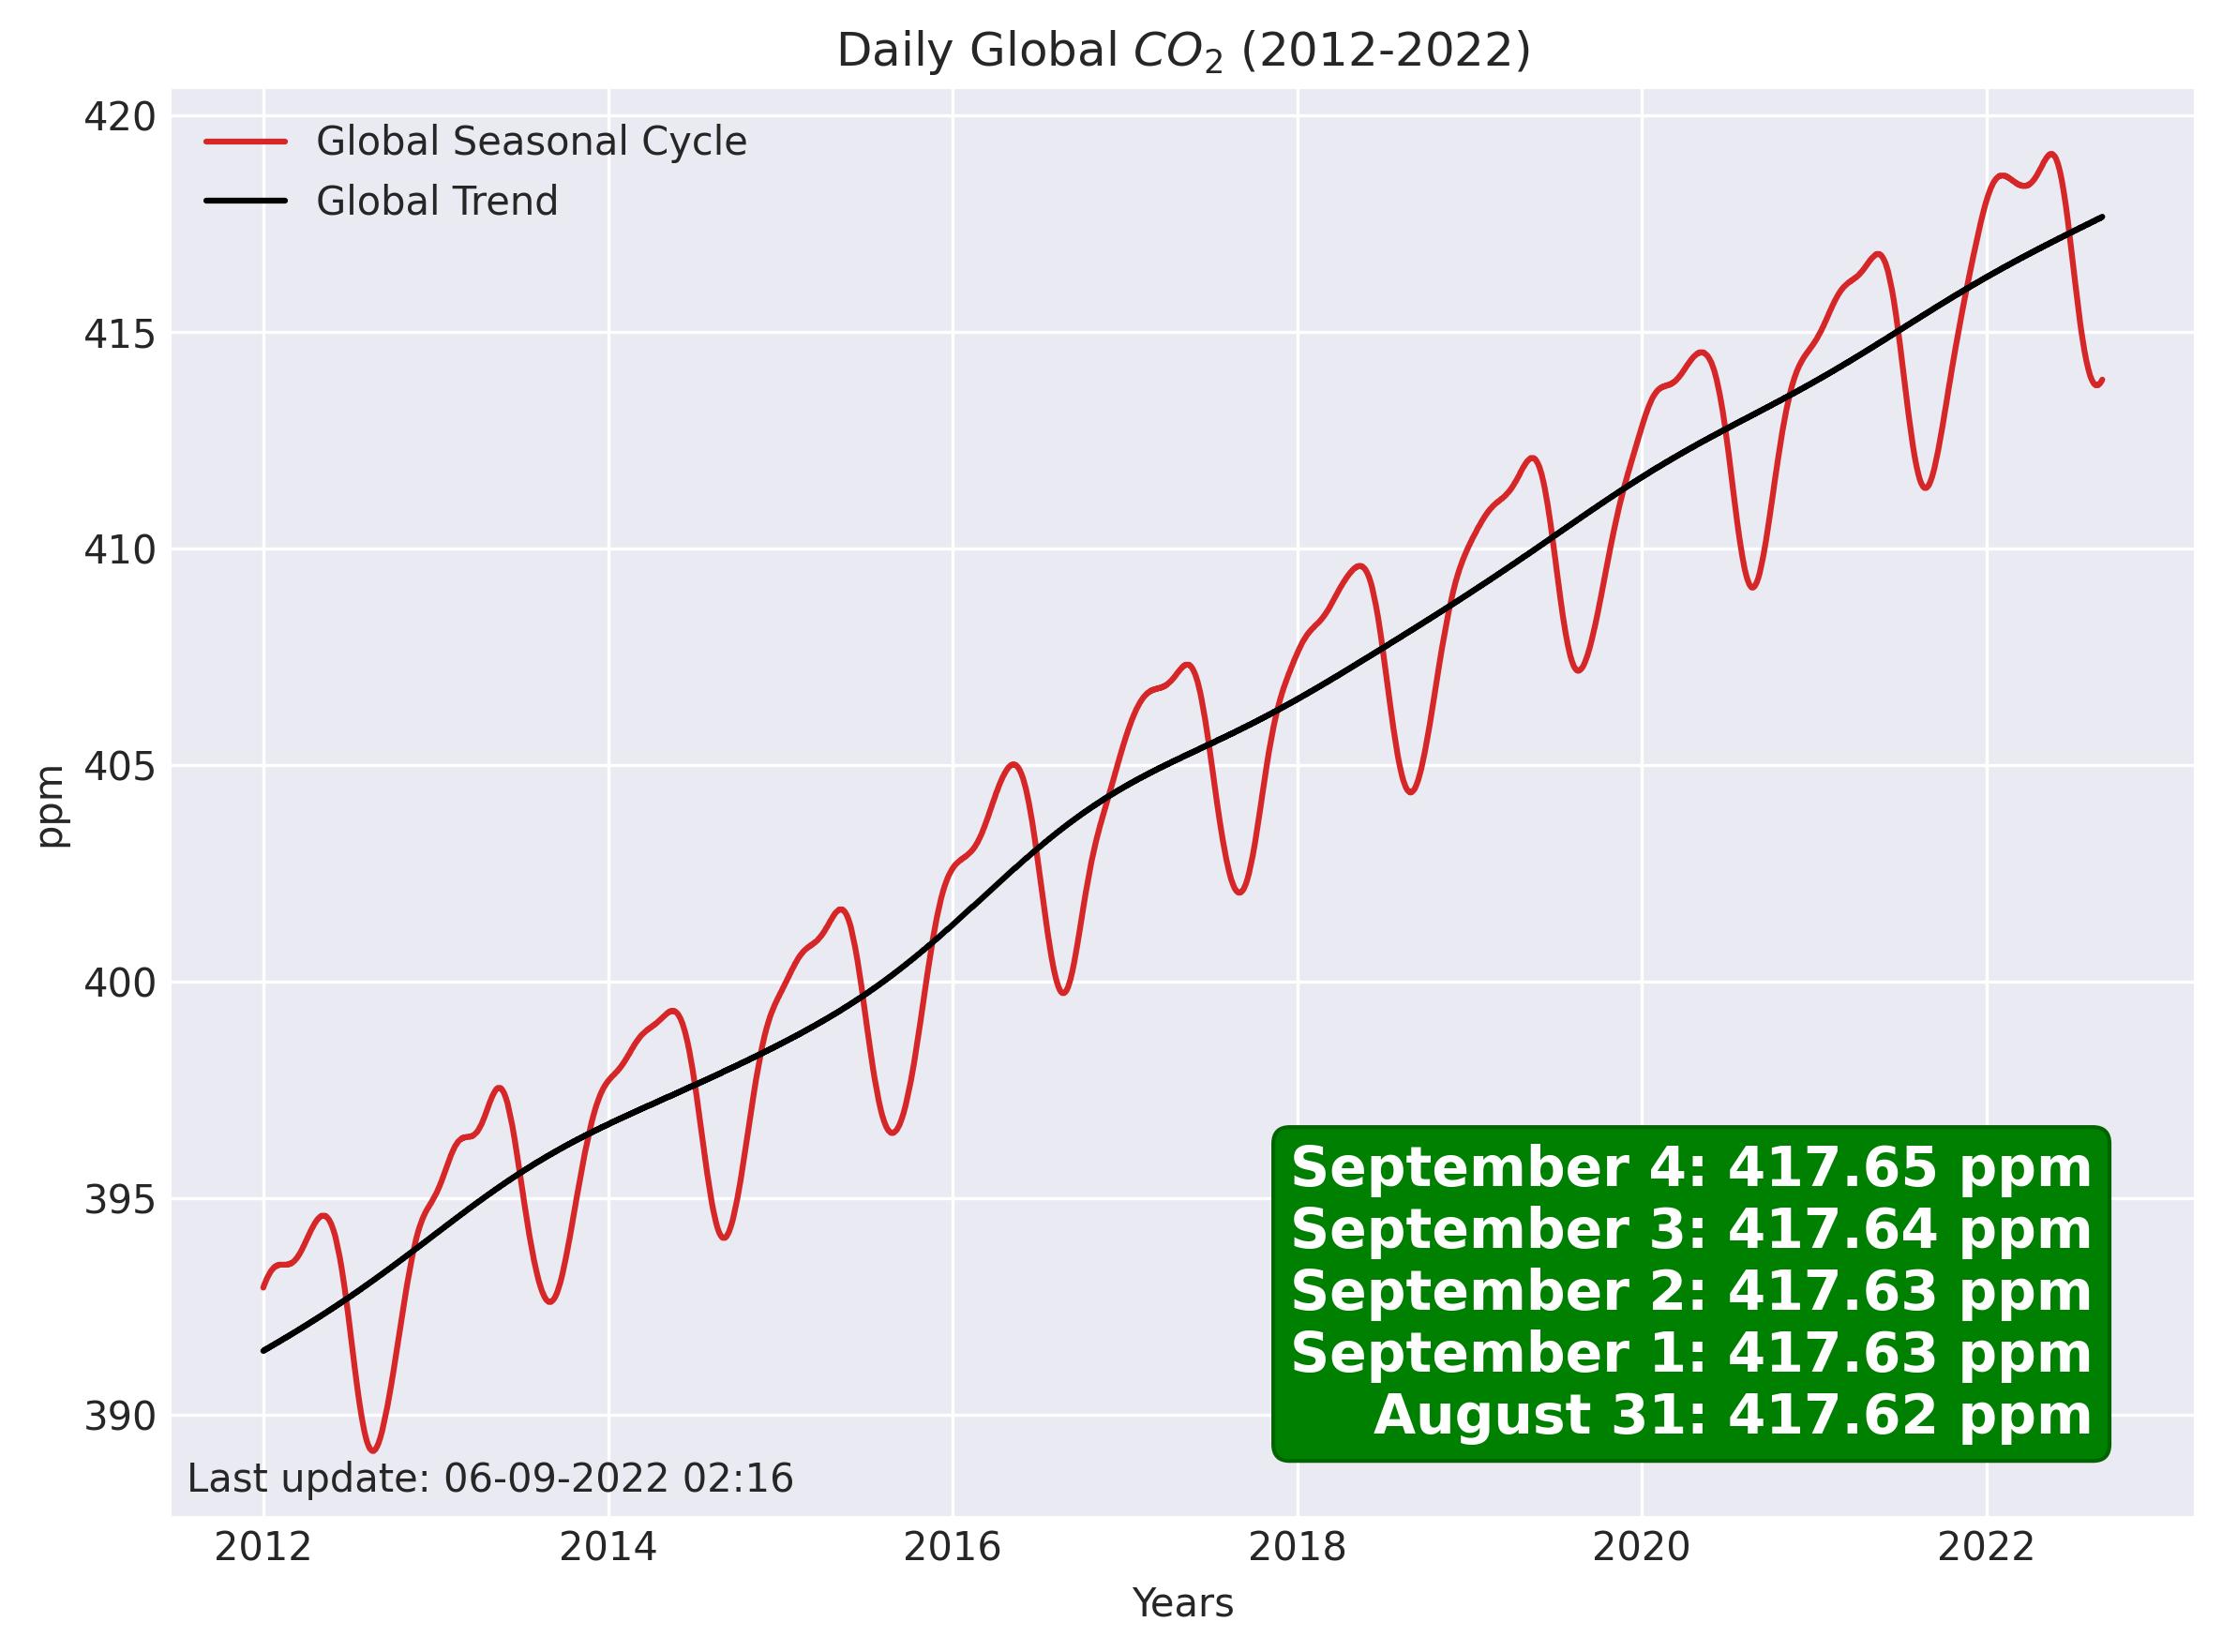 Daily Global CO₂ (2012-2022)
420
415
410
405
400
395
390
ppm
Global Seasonal Cycle
Global Trend
September 4: 417.65 ppm
September 3: 417.64 ppm
September 2: 417.63 ppm
September 1: 417.63 ppm
August 31: 417.62 ppm
Last update: 06-09-2022 02:16
2012 2014 2016 2018 2020 2022
Years